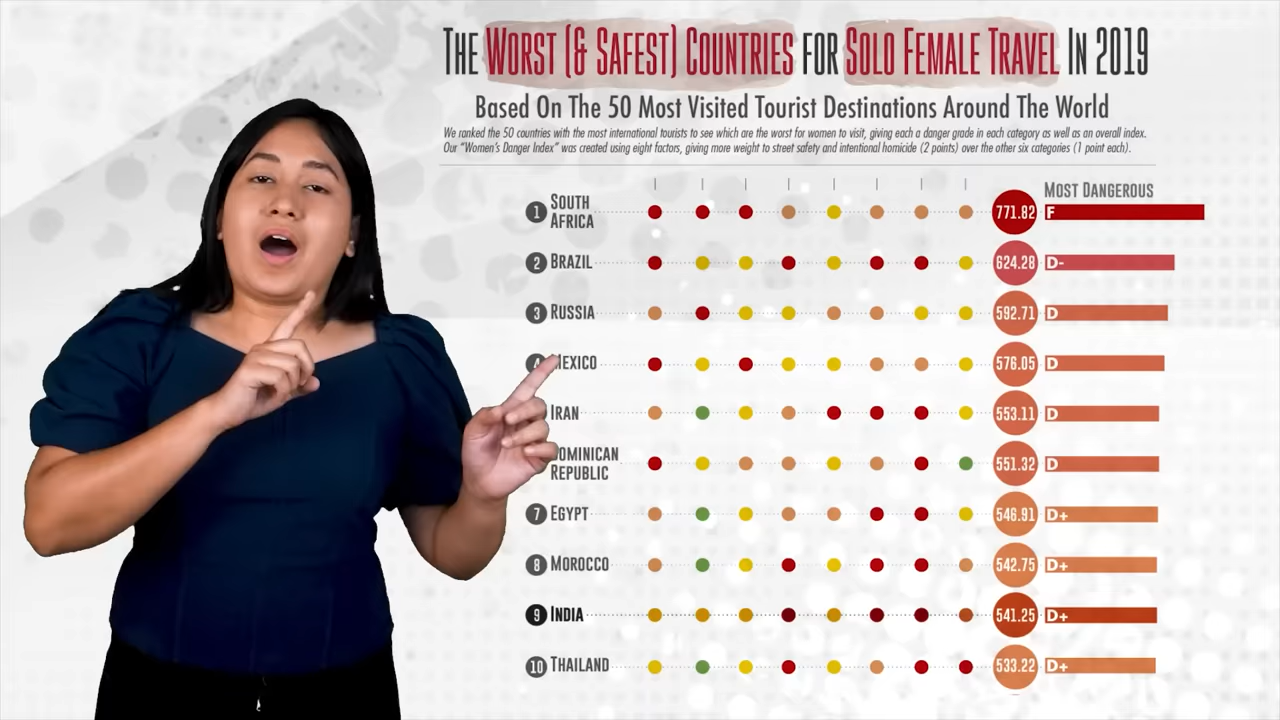 THE WORST (& SAFEST) COUNTRIES FOR SOLO FEMALE TRAVEL IN 2019
Based On The 50 Most Visited Tourist Destinations Around The World
We ranked the 50 countries with the most international tourists to see which are the worst for women to visit, giving each a danger grade in each category as well as an overall index.
Our “Women's Danger Index” was created using eight factors, giving more weight to street safety and intentional homicide (2 points) over the other six categories (1 point each).
MOST DANGEROUS
1 SOUTH AFRICA 771.82 F
2 BRAZIL 624.28 D-
3 RUSSIA 592.71 D
4 MEXICO 576.05 D
IRAN 553.11 D
DOMINICAN REPUBLIC 551.32 D
7 EGYPT 546.91 D+
8 MOROCCO 542.75 D+
9 INDIA 541.25 D+
10 THAILAND 533.22 D+